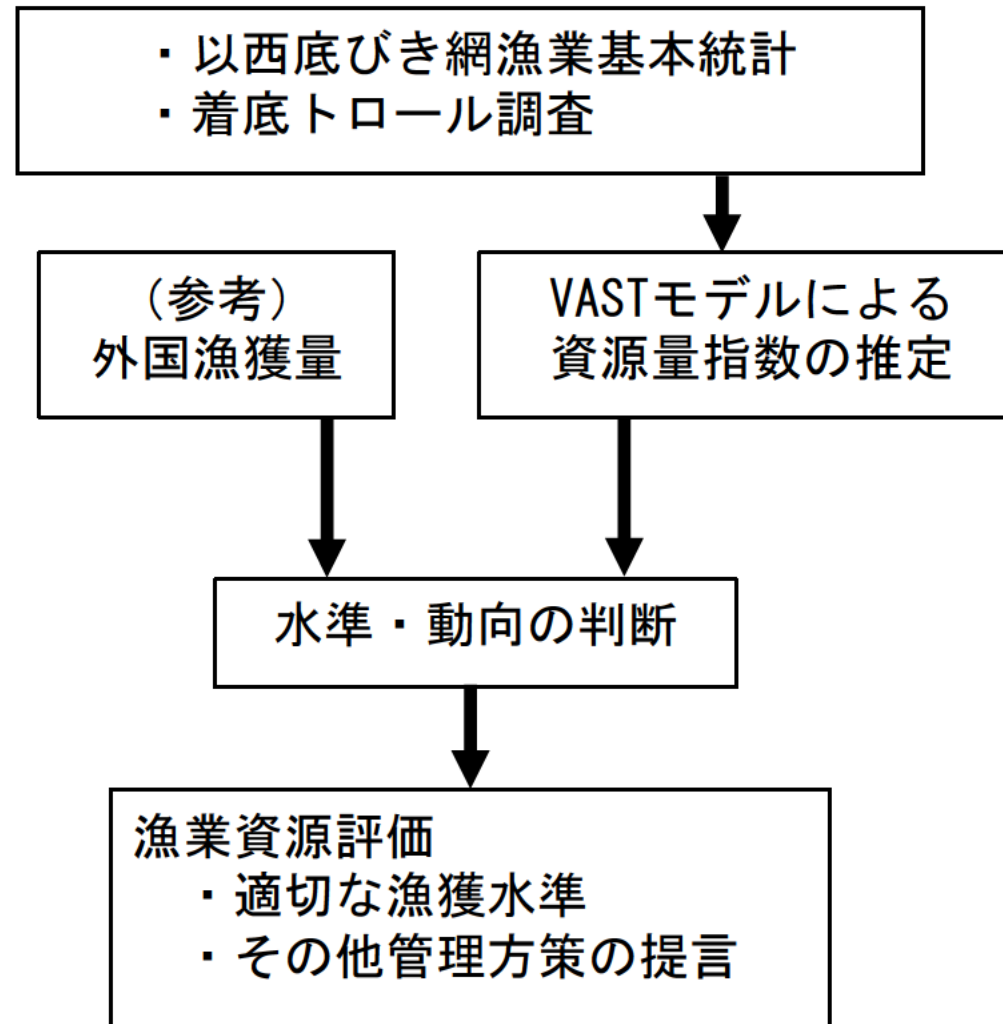 ・以西底びき網漁業基本統計
・着底トロール調査
（参考）
外国漁獲量
VASTモデルによる
資源量指数の推定
水準・動向の判断
漁業資源評価
・適切な漁獲水準
・その他管理方策の提言